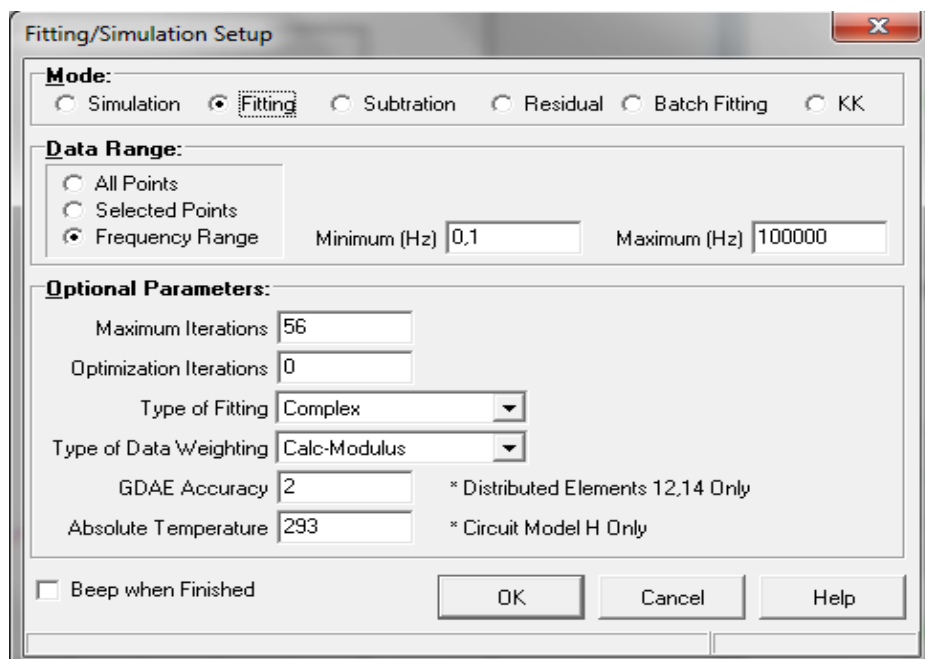 Fitting/Simulation Setup
Mode:
Simulation Fitting Subtration Residual Batch Fitting KK
Data Range:
All Points
Selected Points
Frequency Range Minimum (Hz) 0,1 Maximum (Hz) 100000
Optional Parameters:
Maximum Iterations 56
Optimization Iterations 0
Type of Fitting Complex
Type of Data Weighting Calc-Modulus
GDAE Accuracy 2 * Distributed Elements 12,14 Only
Absolute Temperature 293 * Circuit Model H Only
Beep when Finished OK Cancel Help